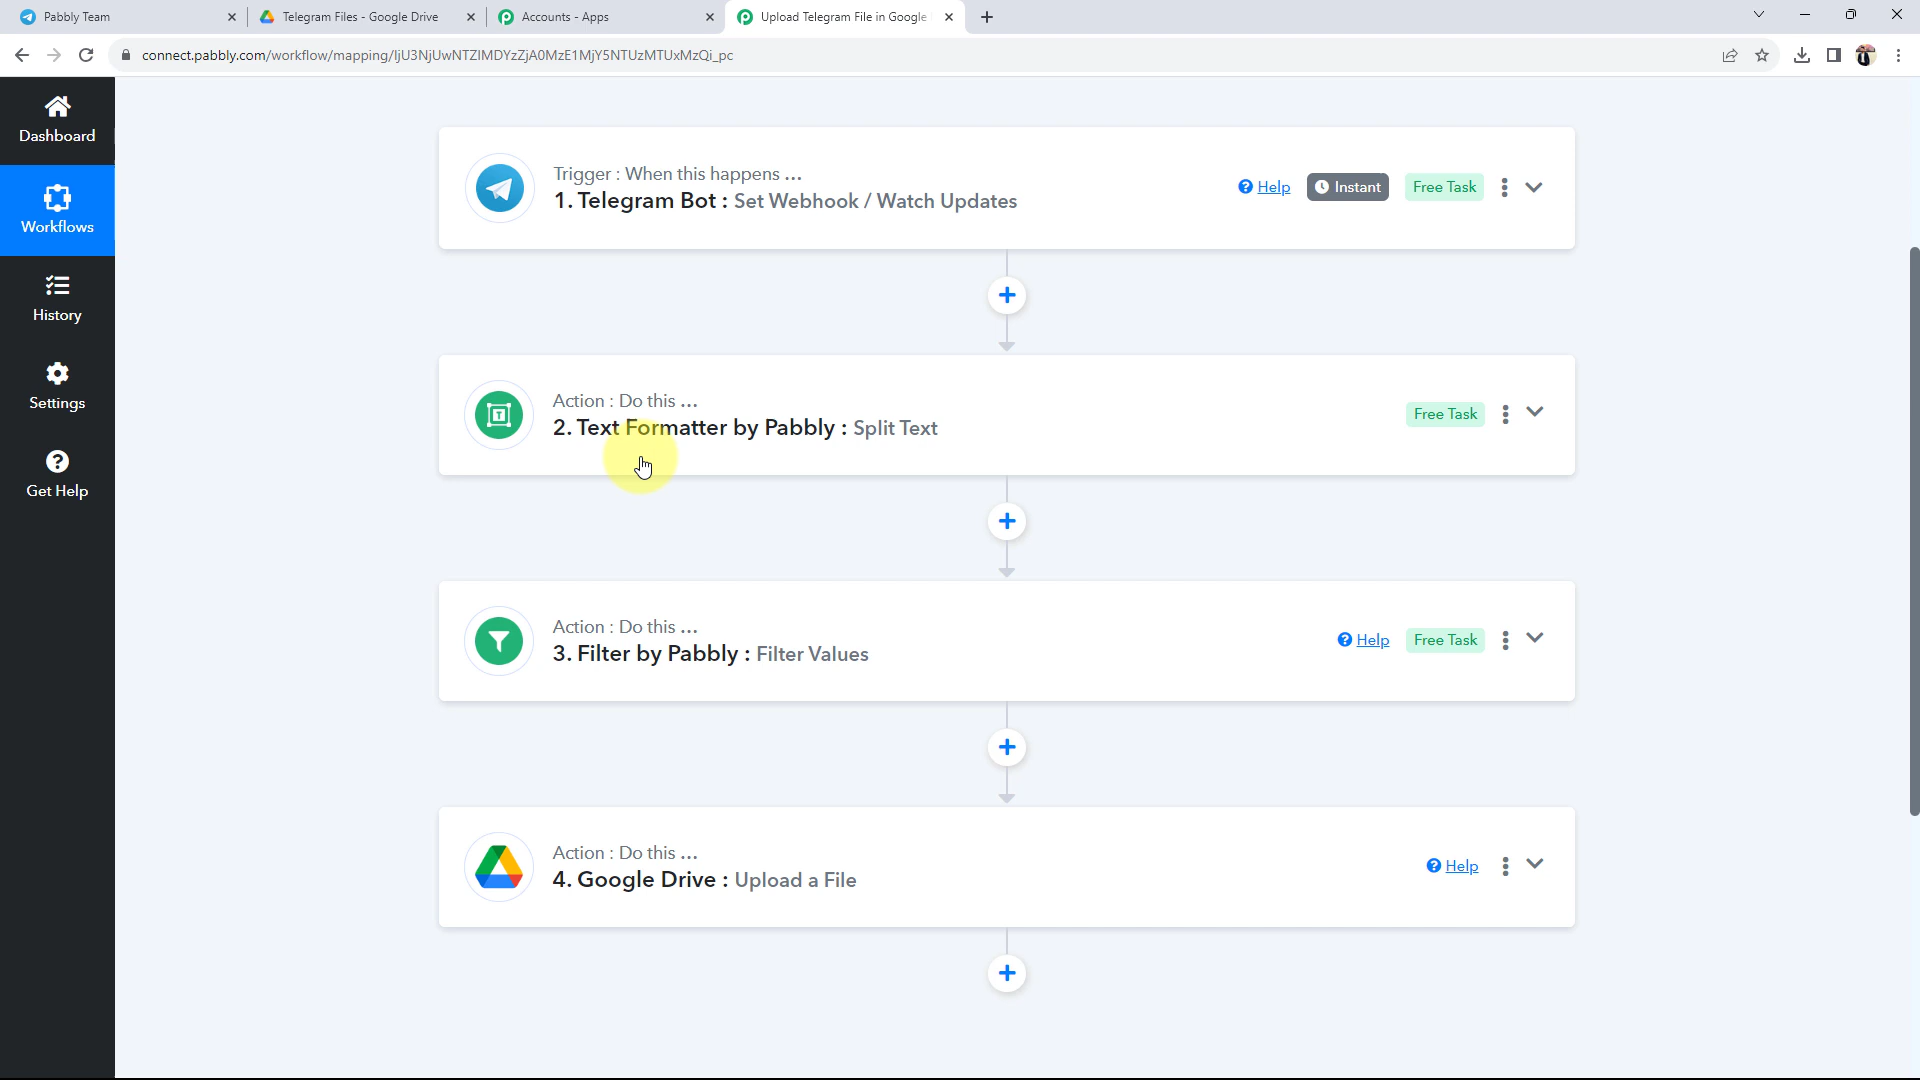 Pabbly Team
Telegram Files - Google Drive
Accounts - Apps
Upload Telegram File in Google
connect.pabbly.com/workflow/mapping/IjU3NjUwNTZlMDYzZjA0MzE1MjY5NTUzMTUxMzQi_pc
Dashboard
Workflows
History
Settings
Get Help
Trigger : When this happens ...
1. Telegram Bot : Set Webhook / Watch Updates
Help
Instant
Free Task
Action : Do this ...
2. Text Formatter by Pabbly : Split Text
Free Task
Action : Do this ...
3. Filter by Pabbly : Filter Values
Help
Free Task
Action : Do this ...
4. Google Drive : Upload a File
Help